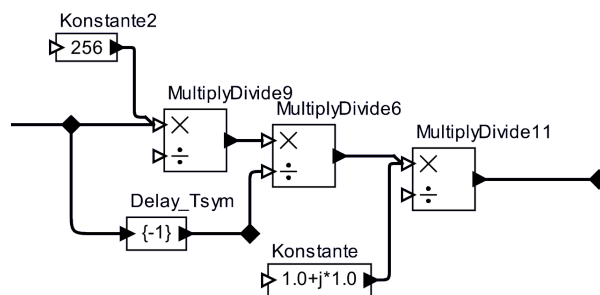 Konstante2
256
MultiplyDivide9
×
÷
MultiplyDivide6
×
÷
MultiplyDivide11
×
÷
Delay_Tsym
{-1}
Konstante
1.0+j*1.0